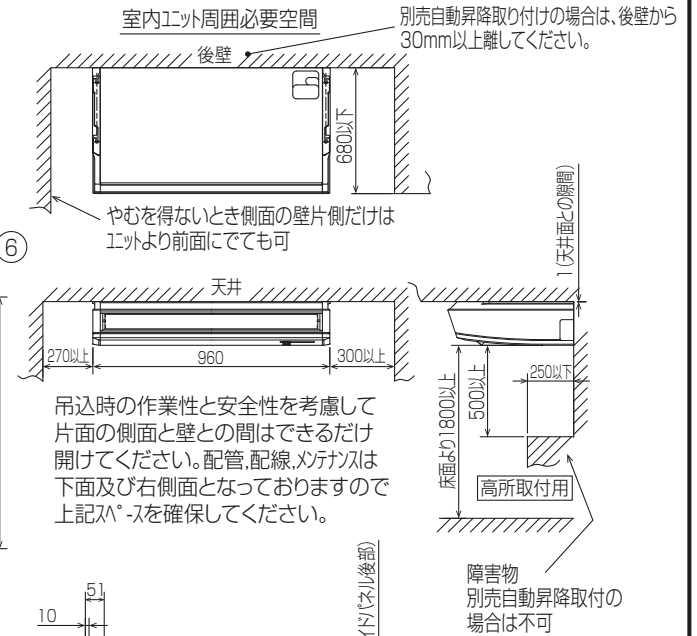 室内ユニット周囲必要空間
別売自動昇降取り付けの場合は、後壁から
30mm以上離してください。
後壁
680以下
やむを得ないとき側面の壁片側だけは
ユニットより前面にでても可
6
1(天井面との隙間)
天井
270以上
960
300以上
250以下
500以上
床面より1800以上
吊込時の作業性と安全性を考慮して
片面の側面と壁との間はできるだけ
開けてください。配管,配線,メンテナンスは
下面及び右側面となっておりますので
上記スペ-スを確保してください。
高所取付用
障害物
別売自動昇降取付の
場合は不可
51
10
イドパネル後部)